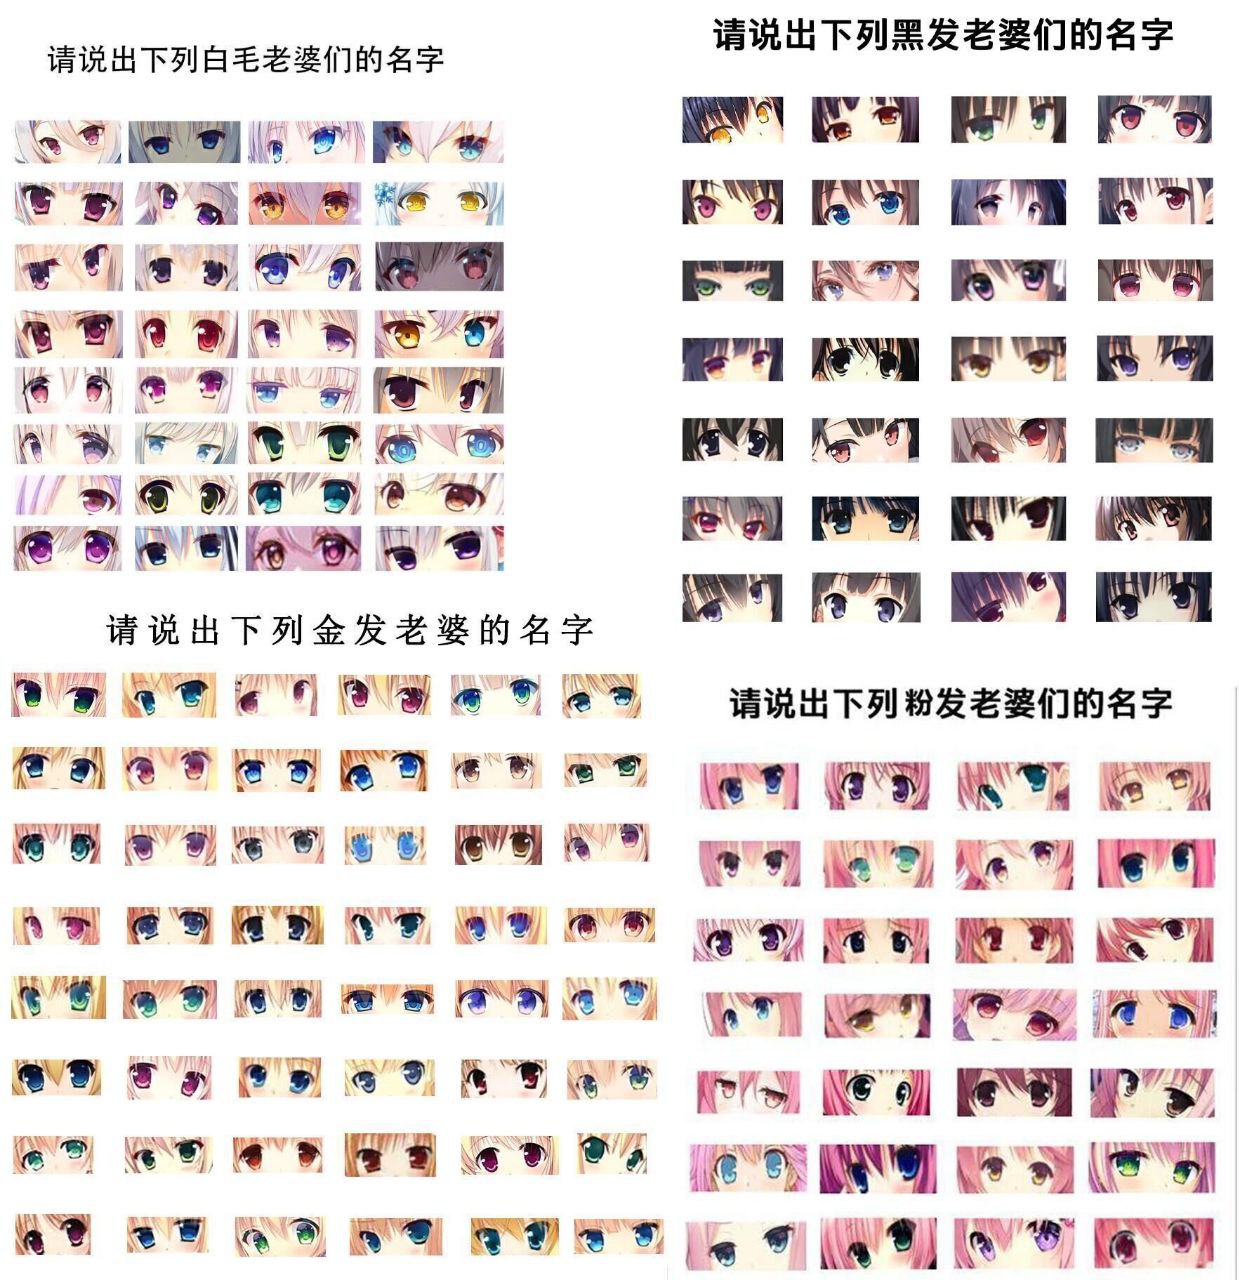 请说出下列白毛老婆们的名字
请说出下列黑发老婆们的名字
请说出下列金发老婆的名字
请说出下列粉发老婆们的名字